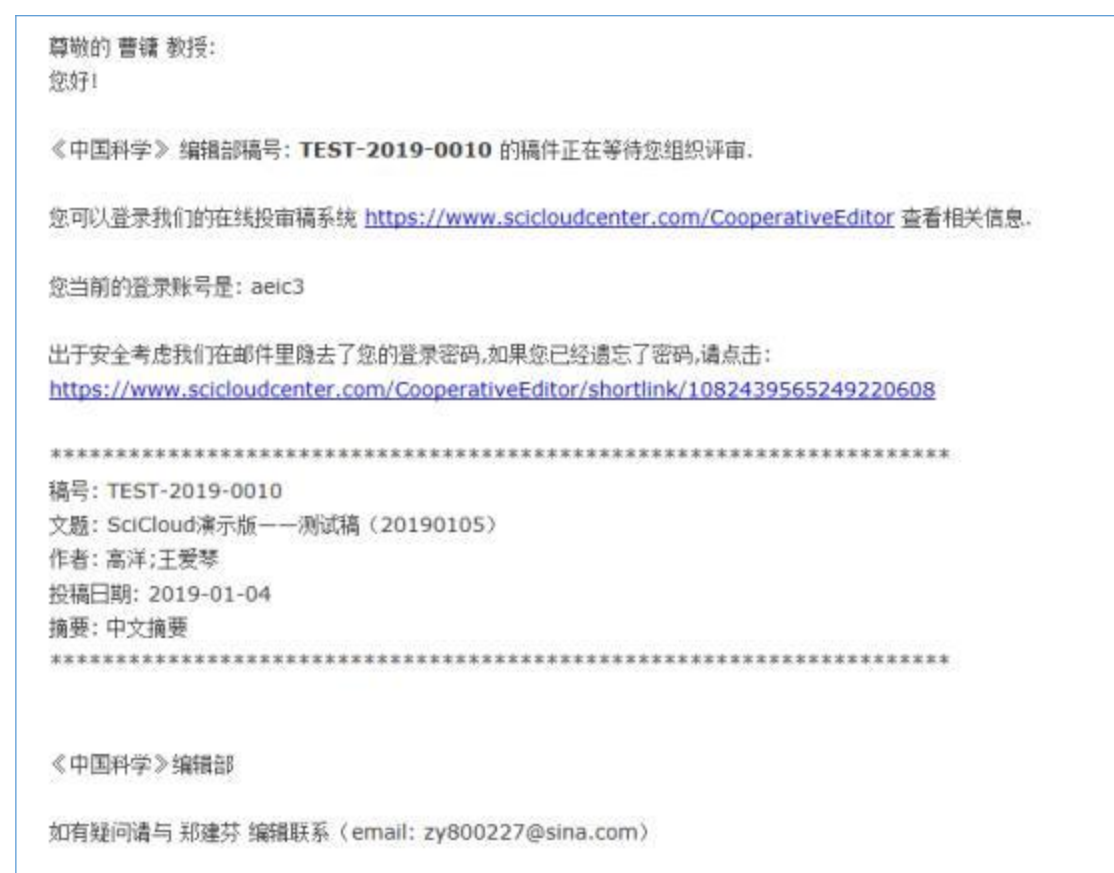 尊敬的 曹镛 教授:
您好!
《中国科学》 编辑部稿号: TEST-2019-0010 的稿件正在等待您组织评审.
您可以登录我们的在线投审稿系统 https://www.scicloudcenter.com/CooperativeEditor 查看相关信息.
您当前的登录账号是: aeic3
出于安全考虑我们在邮件里隐去了您的登录密码,如果您已经遗忘了密码,请点击:
https://www.scicloudcenter.com/CooperativeEditor/shortlink/1082439565249220608
*********************************************************************
稿号: TEST-2019-0010
文题: SciCloud演示版——测试稿（20190105）
作者: 高洋;王爱琴
投稿日期: 2019-01-04
摘要: 中文摘要
*********************************************************************
《中国科学》编辑部
如有疑问请与 郑建芬 编辑联系（email: zy800227@sina.com）